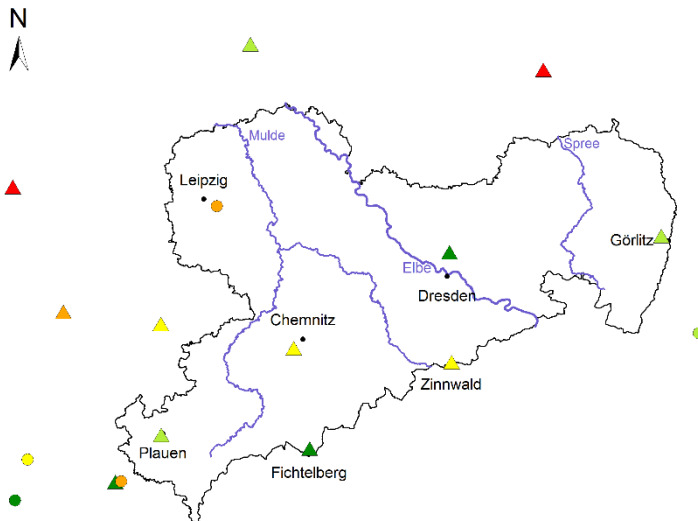 N
Mulde
Spree
Leipzig
Görlitz
Elbe
Dresden
Chemnitz
Zinnwald
Plauen
Fichtelberg